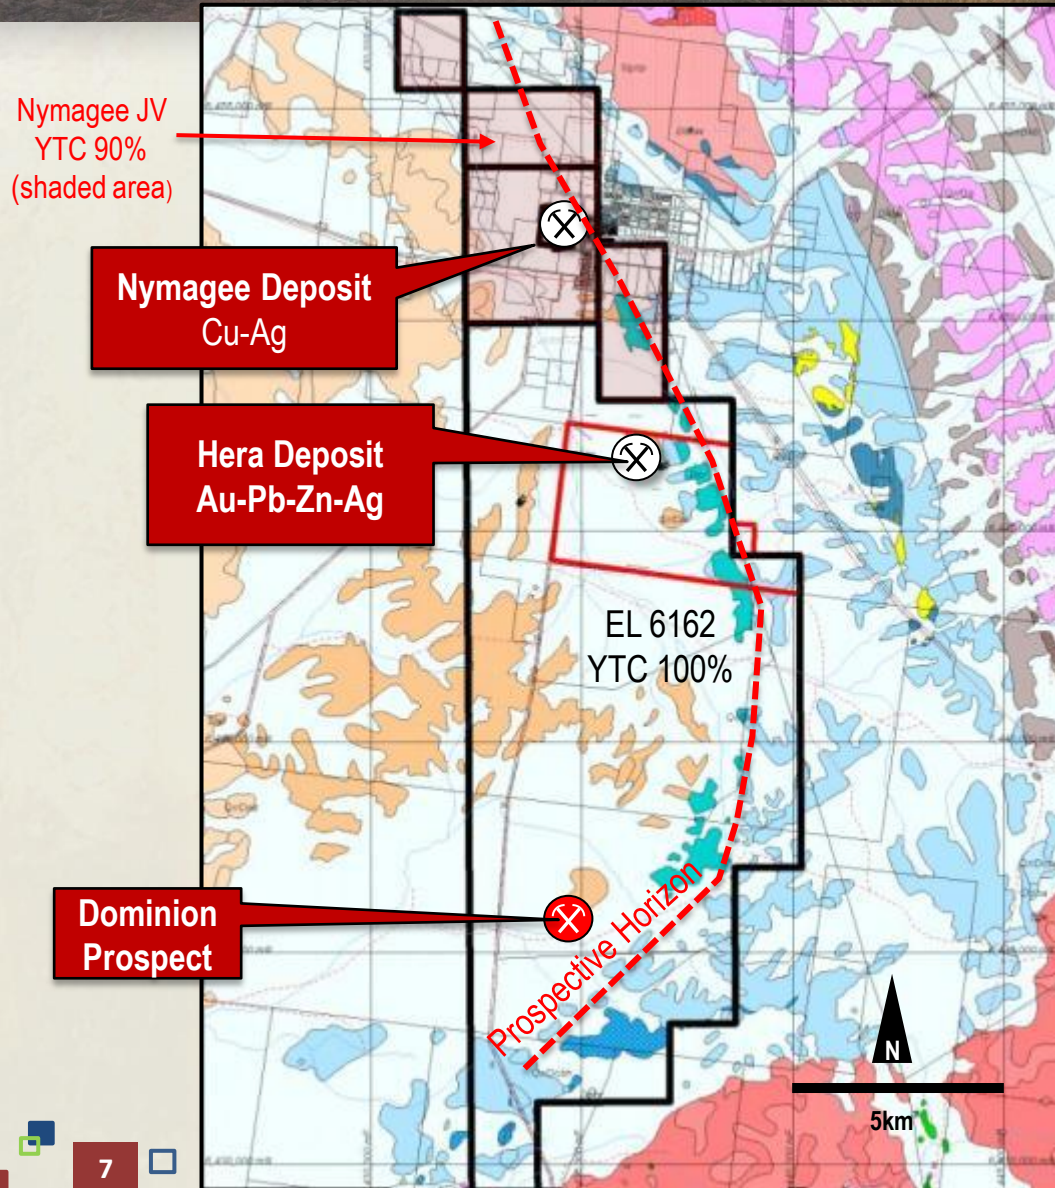 Nymagee JV
YTC 90%
(shaded area)
Nymagee Deposit
Cu-Ag
Hera Deposit
Au-Pb-Zn-Ag
EL 6162
YTC 100%
Dominion
Prospect
Prospective Horizon
N
5km
7